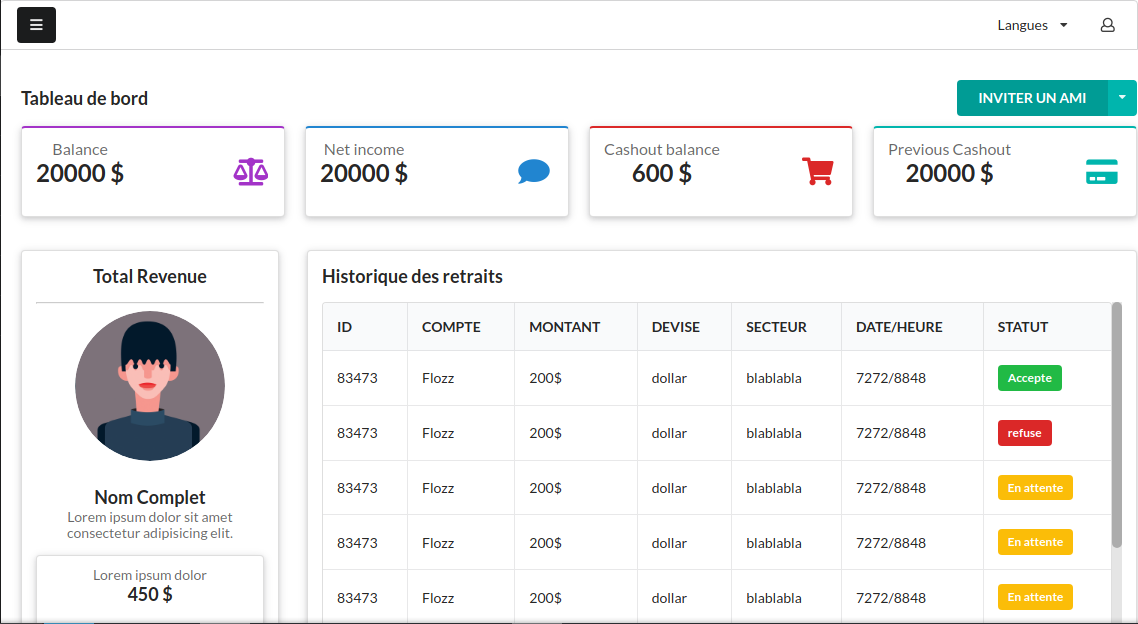 Langues
Tableau de bord
INVITER UN AMI
Balance
20000 $
Net income
20000 $
Cashout balance
600 $
Previous Cashout
20000 $
Total Revenue
Nom Complet
Lorem ipsum dolor sit amet
consectetur adipisicing elit.
Lorem ipsum dolor
450 $
Historique des retraits
ID COMPTE MONTANT DEVISE SECTEUR DATE/HEURE STATUT
83473 Flozz 200$ dollar blablabla 7272/8848 Accepte
83473 Flozz 200$ dollar blablabla 7272/8848 refuse
83473 Flozz 200$ dollar blablabla 7272/8848 En attente
83473 Flozz 200$ dollar blablabla 7272/8848 En attente
83473 Flozz 200$ dollar blablabla 7272/8848 En attente